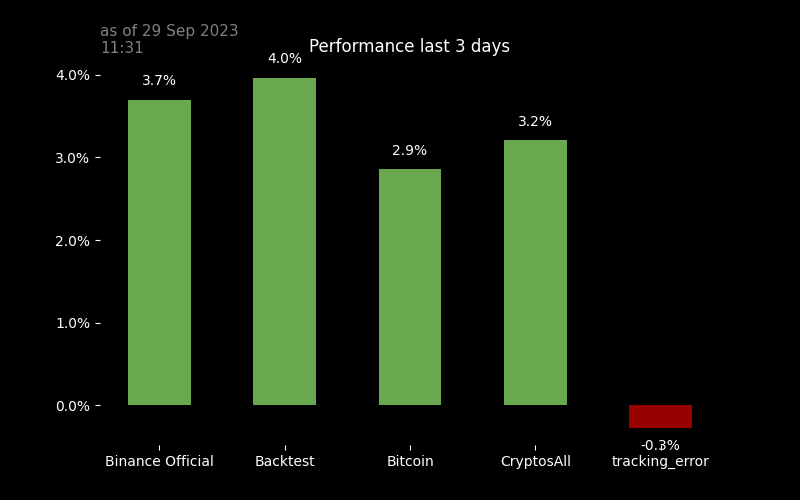 as of 29 Sep 2023
11:31
Performance last 3 days
4.0%
3.0%
2.0%
1.0%
0.0%
3.7%
4.0%
2.9%
3.2%
-0.3%
Binance Official
Backtest
Bitcoin
CryptosAll
tracking_error